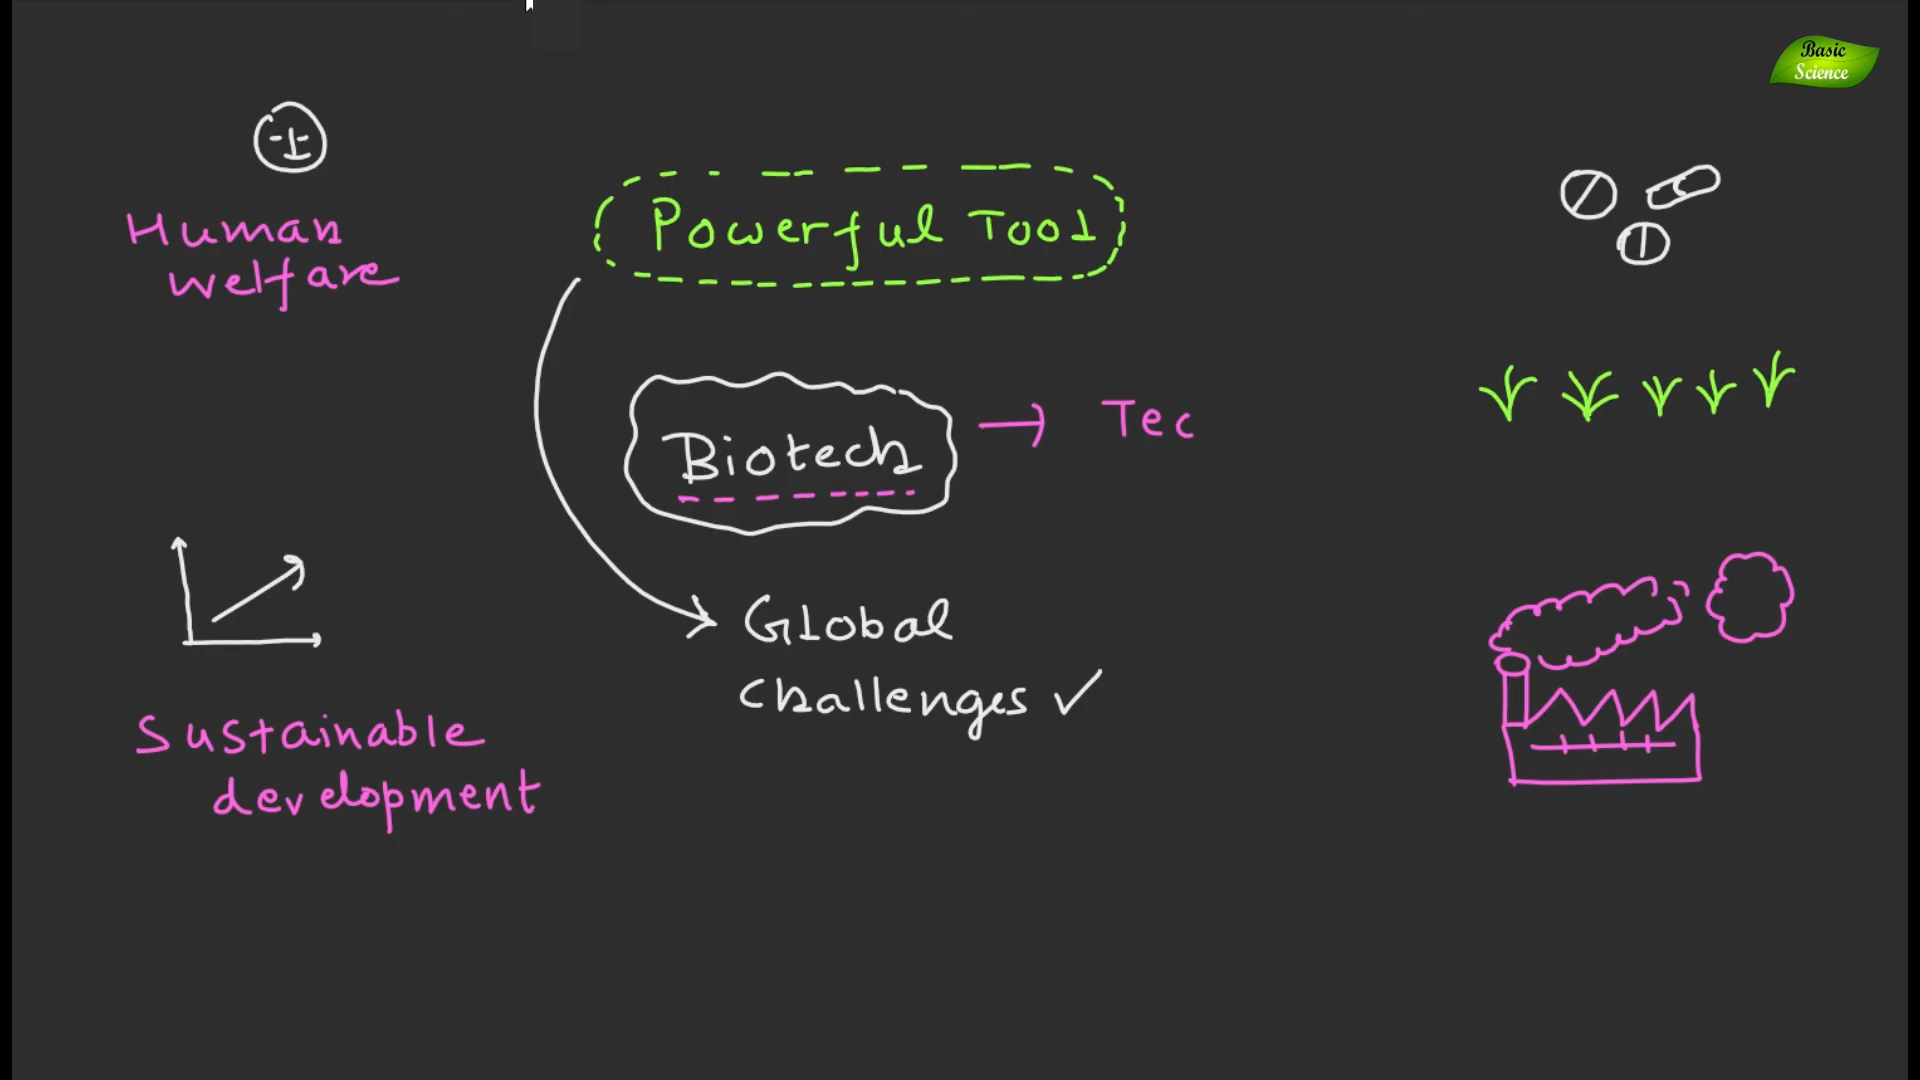 Basic
Science
Human
welfare
Powerful Tool
Biotech
Tec
Global
challenges
Sustainable
development